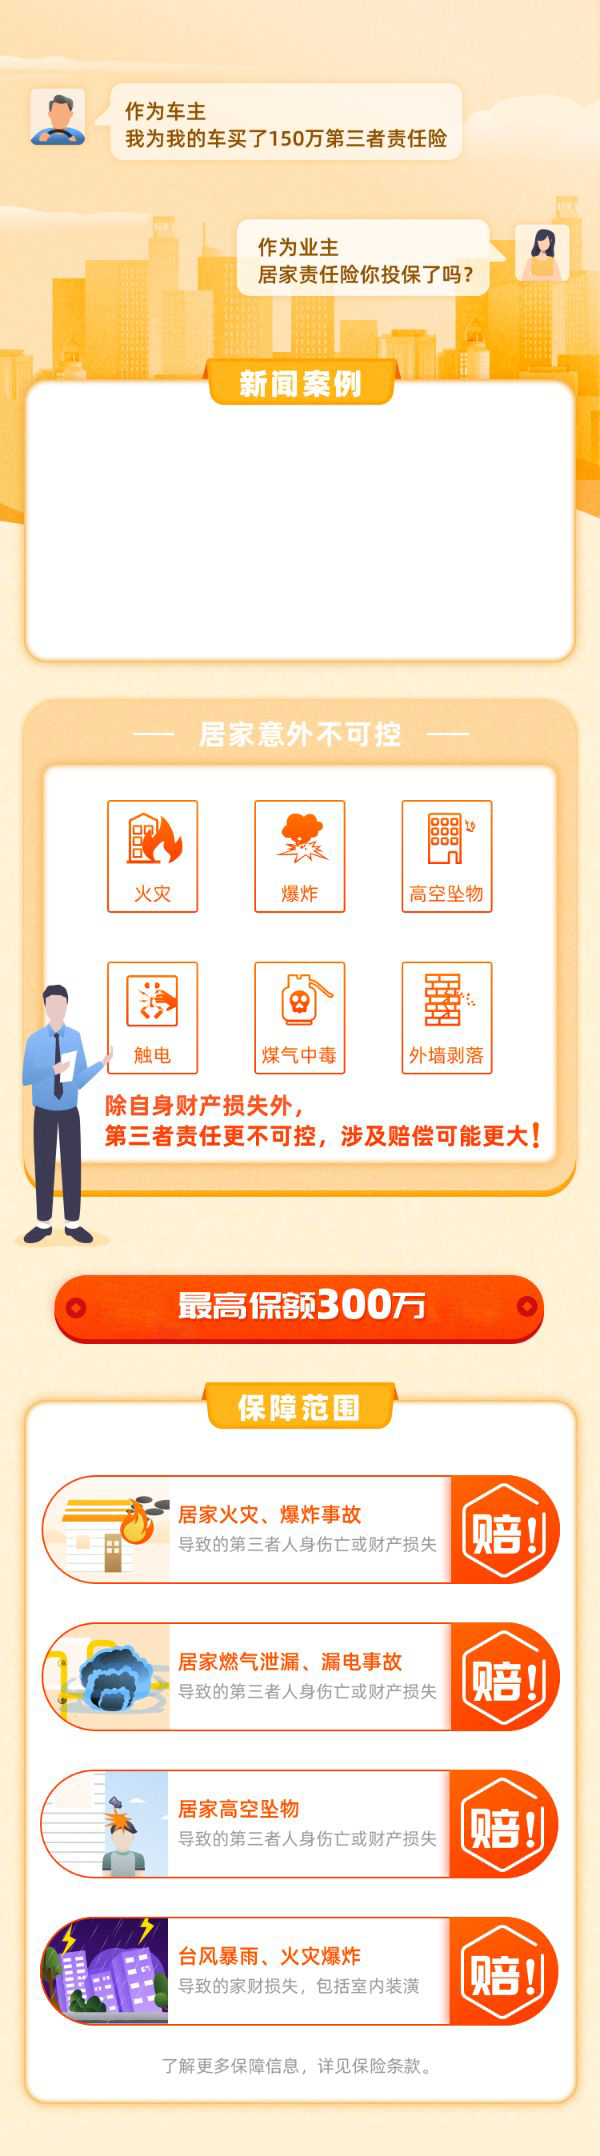 作为车主
我为我的车买了150万第三者责任险
作为业主
居家责任险你投保了吗?
新闻案例
居家意外不可控
火灾
爆炸
高空坠物
触电
煤气中毒
外墙剥落
除自身财产损失外，
第三者责任更不可控，涉及赔偿可能更大!
最高保额300万
保障范围
居家火灾、爆炸事故
导致的第三者人身伤亡或财产损失
赔!
居家燃气泄漏、漏电事故
导致的第三者人身伤亡或财产损失
赔!
居家高空坠物
导致的第三者人身伤亡或财产损失
赔!
台风暴雨、火灾爆炸
导致的家财损失，包括室内装潢
赔!
了解更多保障信息，详见保险条款。